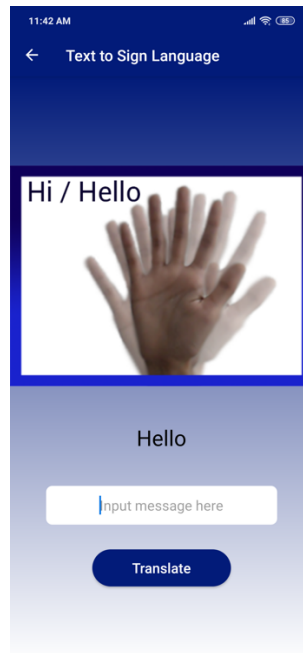 11:42 AM
85
Text to Sign Language
Hi / Hello
Hello
Input message here
Translate